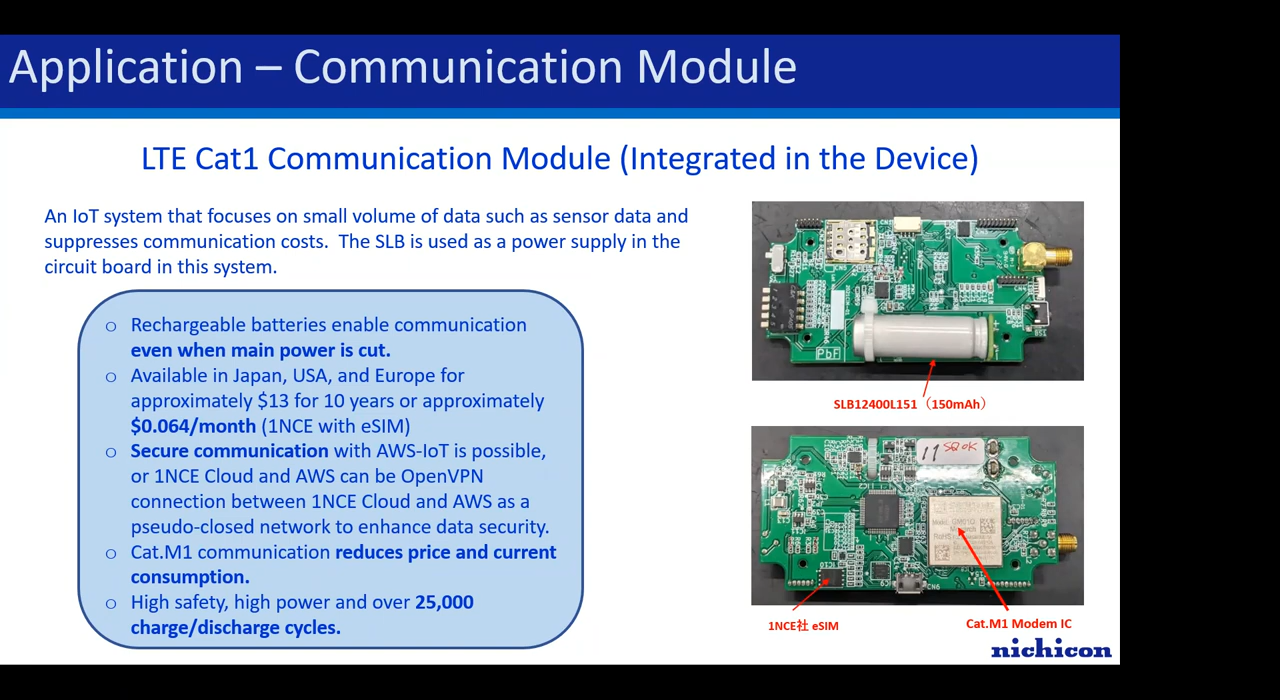 Application – Communication Module
LTE Cat1 Communication Module (Integrated in the Device)
An IoT system that focuses on small volume of data such as sensor data and
suppresses communication costs.  The SLB is used as a power supply in the
circuit board in this system.
o Rechargeable batteries enable communication
even when main power is cut.
o Available in Japan, USA, and Europe for
approximately $13 for 10 years or approximately
$0.064/month (1NCE with eSIM)
o Secure communication with AWS-IoT is possible,
or 1NCE Cloud and AWS can be OpenVPN
connection between 1NCE Cloud and AWS as a
pseudo-closed network to enhance data security.
o Cat.M1 communication reduces price and current
consumption.
o High safety, high power and over 25,000
charge/discharge cycles.
PbF
SLB12400L151（150mAh）
11 SQ OK
RoHS
CN6
1NCE社 eSIM
Cat.M1 Modem IC
nichicon